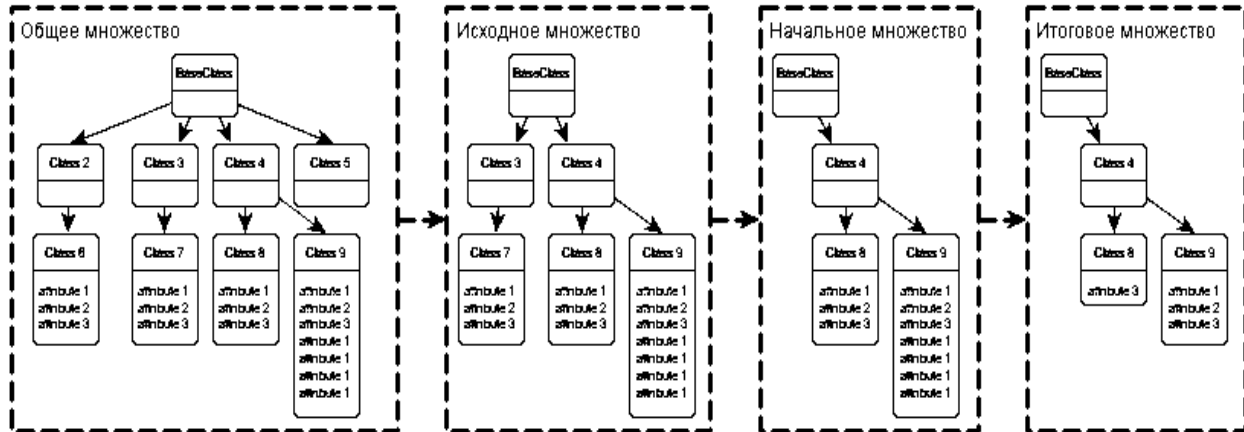 Общее множество
BaseClass
Class 2
Class 3
Class 4
Class 5
Class 6
attribute 1
attribute 2
attribute 3
Class 7
attribute 1
attribute 2
attribute 3
Class 8
attribute 1
attribute 2
attribute 3
Class 9
attribute 1
attribute 2
attribute 3
attribute 1
attribute 1
attribute 1
attribute 1
Исходное множество
BaseClass
Class 3
Class 4
Class 7
attribute 1
attribute 2
attribute 3
Class 8
attribute 1
attribute 2
attribute 3
Class 9
attribute 1
attribute 2
attribute 3
attribute 1
attribute 1
attribute 1
attribute 1
Начальное множество
BaseClass
Class 4
Class 8
attribute 1
attribute 2
attribute 3
Class 9
attribute 1
attribute 2
attribute 3
attribute 1
attribute 1
attribute 1
attribute 1
Итоговое множество
BaseClass
Class 4
Class 8
attribute 3
Class 9
attribute 1
attribute 2
attribute 3